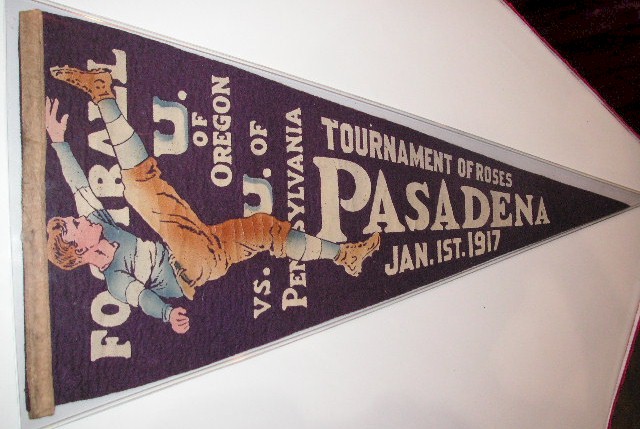 FOOTBALL
U.
OF
OREGON
VS. U. OF
PENNSYLVANIA
TOURNAMENT OF ROSES
PASADENA
JAN. 1ST. 1917